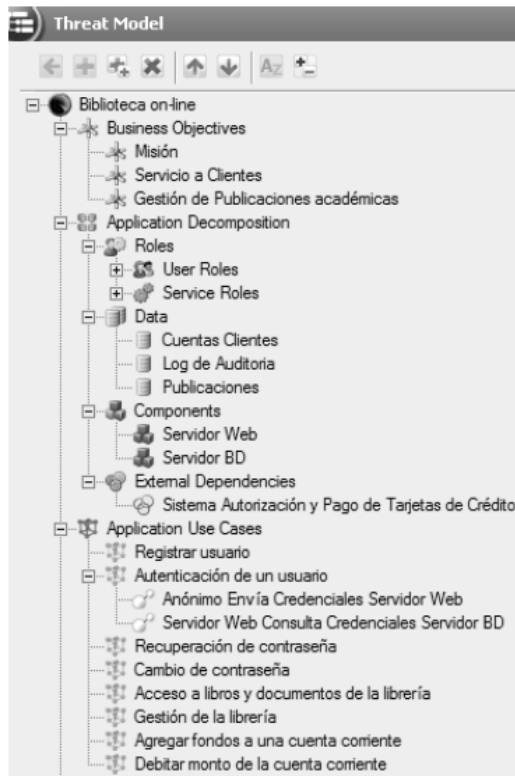 Threat Model
Biblioteca on-line
Business Objectives
Misión
Servicio a Clientes
Gestión de Publicaciones académicas
Application Decomposition
Roles
User Roles
Service Roles
Data
Cuentas Clientes
Log de Auditoria
Publicaciones
Components
Servidor Web
Servidor BD
External Dependencies
Sistema Autorización y Pago de Tarjetas de Crédito
Application Use Cases
Registrar usuario
Autenticación de un usuario
Anónimo Envía Credenciales Servidor Web
Servidor Web Consulta Credenciales Servidor BD
Recuperación de contraseña
Cambio de contraseña
Acceso a libros y documentos de la librería
Gestión de la librería
Agregar fondos a una cuenta corriente
Debitar monto de la cuenta corriente